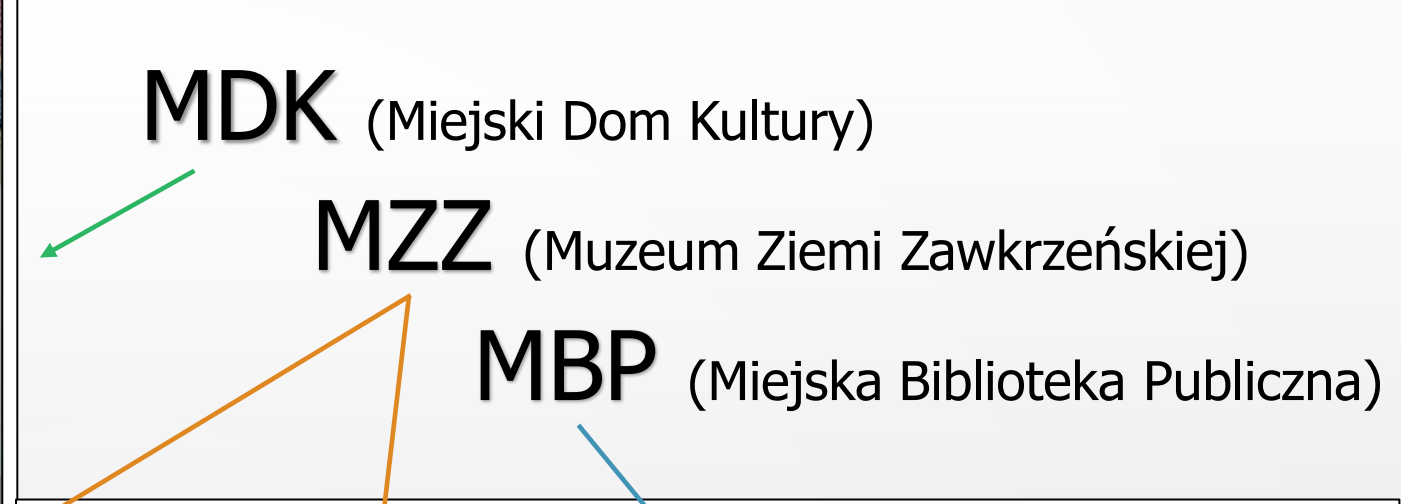 MDK (Miejski Dom Kultury)
MZZ (Muzeum Ziemi Zawkrzeńskiej)
MBP (Miejska Biblioteka Publiczna)